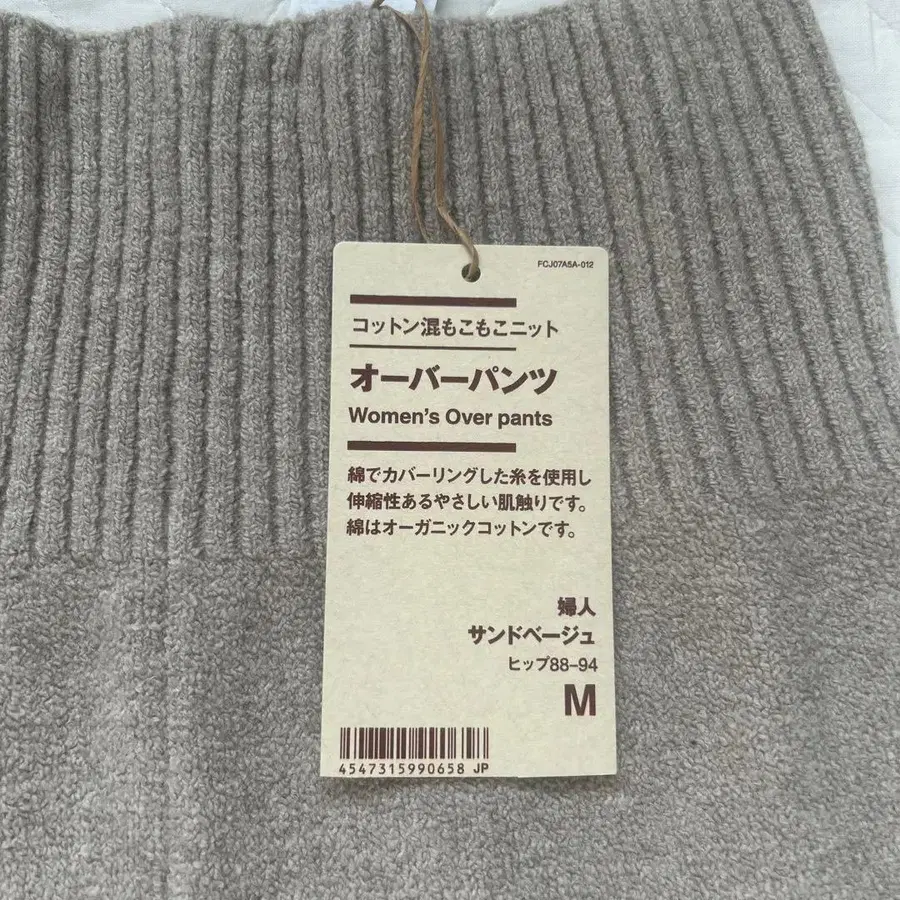 FCJ07A5A-012
コットン混もこもこニット
オーバーパンツ
Women's Over pants
綿でカバーリングした糸を使用し
伸縮性あるやさしい肌触りです。
綿はオーガニックコットンです。
婦人
サンドベージュ
ヒップ88-94
M
4547315990658 JP